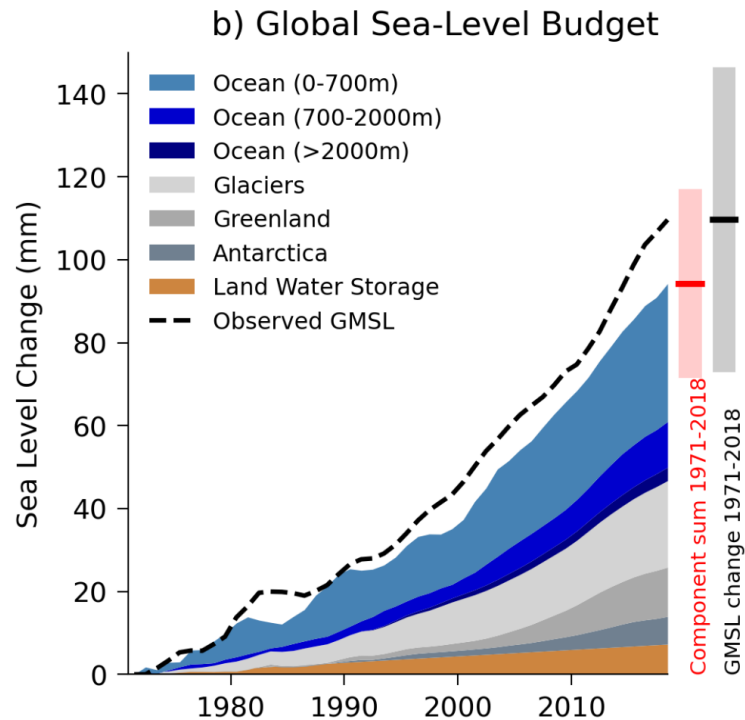 b) Global Sea-Level Budget
Sea Level Change (mm)
140
120
100
80
60
40
20
0
Ocean (0-700m)
Ocean (700-2000m)
Ocean (>2000m)
Glaciers
Greenland
Antarctica
Land Water Storage
Observed GMSL
1980
1990
2000
2010
Component sum 1971-2018
GMSL change 1971-2018